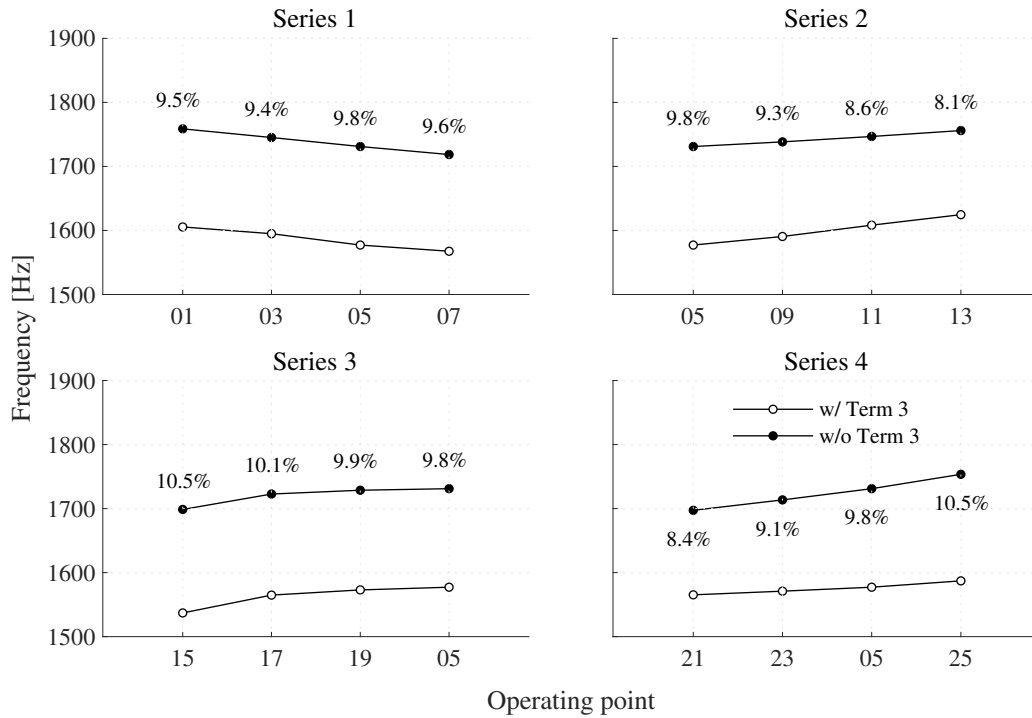 Series 1
Series 2
1900
1800
1700
1600
1500
9.5%
9.4%
9.8%
9.6%
9.8%
9.3%
8.6%
8.1%
01 03 05 07
05 09 11 13
Frequency [Hz]
Series 3
Series 4
1900
1800
1700
1600
1500
10.5%
10.1%
9.9%
9.8%
w/ Term 3
w/o Term 3
8.4%
9.1%
9.8%
10.5%
15 17 19 05
21 23 05 25
Operating point